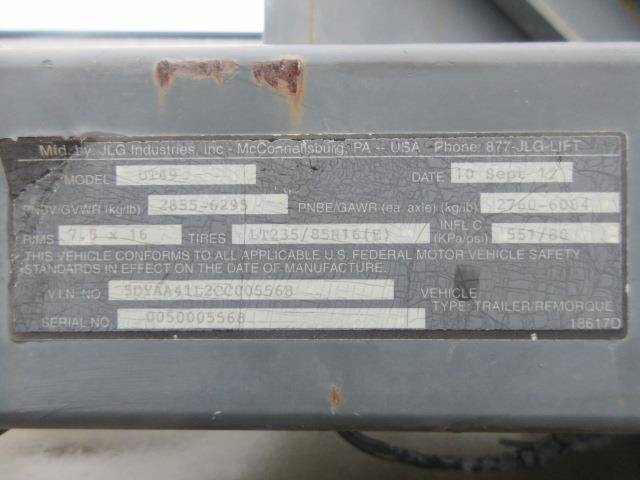 Mfd. by: JLG Industries, Inc - McConnellsburg, PA -- USA Phone: 877-JLG-LIFT
MODEL UT49 DATE 10 Sept 12
PNBV/GVWR (kg/lb) 2855-6295 PNBE/GAWR (ea. axle) (kg/lb) 2760-6084
RIMS 7.5 x 16 TIRES LT235/85R16(E) INFL C (KPa/psi) 551/80
THIS VEHICLE CONFORMS TO ALL APPLICABLE U.S. FEDERAL MOTOR VEHICLE SAFETY
STANDARDS IN EFFECT ON THE DATE OF MANUFACTURE.
V.I.N. NO. 3DYAA41L2CC005568 VEHICLE
TYPE: TRAILER/REMORQUE
SERIAL NO. 0050005568 18617D